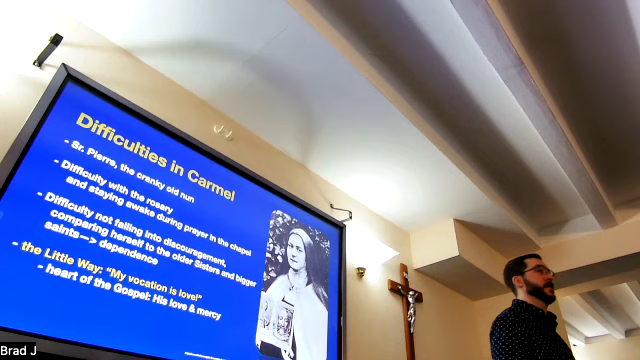 Difficulties in Carmel
- Sr. Pierre, the cranky old nun
- Difficulty with the rosary
and staying awake during prayer in the chapel
- Difficulty not falling into discouragement,
comparing herself to the older Sisters and bigger
saints—> dependence
- the Little Way: "My vocation is love!"
- heart of the Gospel: His love & mercy
Brad J